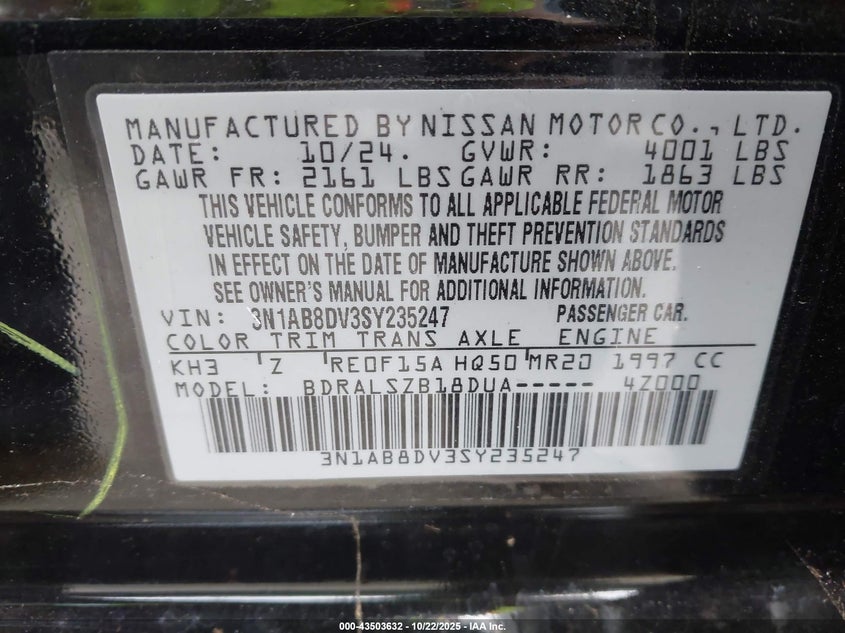 MANUFACTURED BY NISSAN MOTOR CO., LTD.
DATE: 10/24. GVWR: 4001 LBS
GAWR FR: 2161 LBS GAWR RR: 1863 LBS
THIS VEHICLE CONFORMS TO ALL APPLICABLE FEDERAL MOTOR
VEHICLE SAFETY, BUMPER AND THEFT PREVENTION STANDARDS
IN EFFECT ON THE DATE OF MANUFACTURE SHOWN ABOVE.
SEE OWNER'S MANUAL FOR ADDITIONAL INFORMATION.
VIN: 3N1AB8DV3SY235247 PASSENGER CAR.
COLOR TRIM TRANS AXLE ENGINE
KH3 Z RE0F15A HQ50 MR20 1997 CC
MODEL: BDRALSZB18DUA----- 4Z000
3N1AB8DV3SY235247
000-43503632 - 10/22/2025 - IAA Inc.